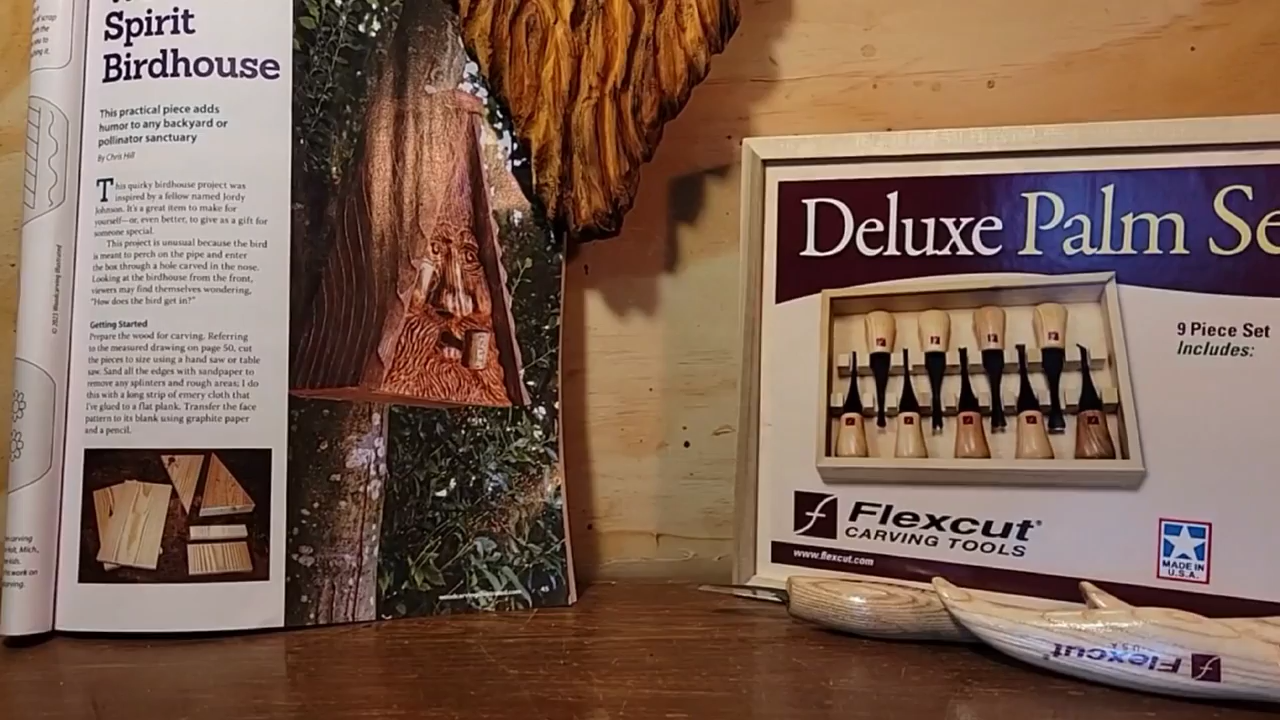 Spirit
Birdhouse
This practical piece adds
humor to any backyard or
pollinator sanctuary
By Chris Hill
This quirky birdhouse project was
inspired by a fellow named Jordy
Johnson. It's a great item to make for
yourself—or, even better, to give as a gift for
someone special.
This project is unusual because the bird
is meant to perch on the pipe and enter
the box through a hole carved in the nose.
Looking at the birdhouse from the front,
viewers may find themselves wondering,
"How does the bird get in?"
Getting Started
Prepare the wood for carving. Referring
to the measured drawing on page 50, cut
the pieces to size using a hand saw or table
saw. Sand all the edges with sandpaper to
remove any splinters and rough areas; I do
this with a long strip of emery cloth that
I've glued to a flat plank. Transfer the face
pattern to its blank using graphite paper
and a pencil.
© 2023 Woodcarving Illustrated
Deluxe Palm Se
9 Piece Set
Includes:
Flexcut
CARVING TOOLS
www.flexcut.com
MADE IN
U.S.A.
Flexcut
USA